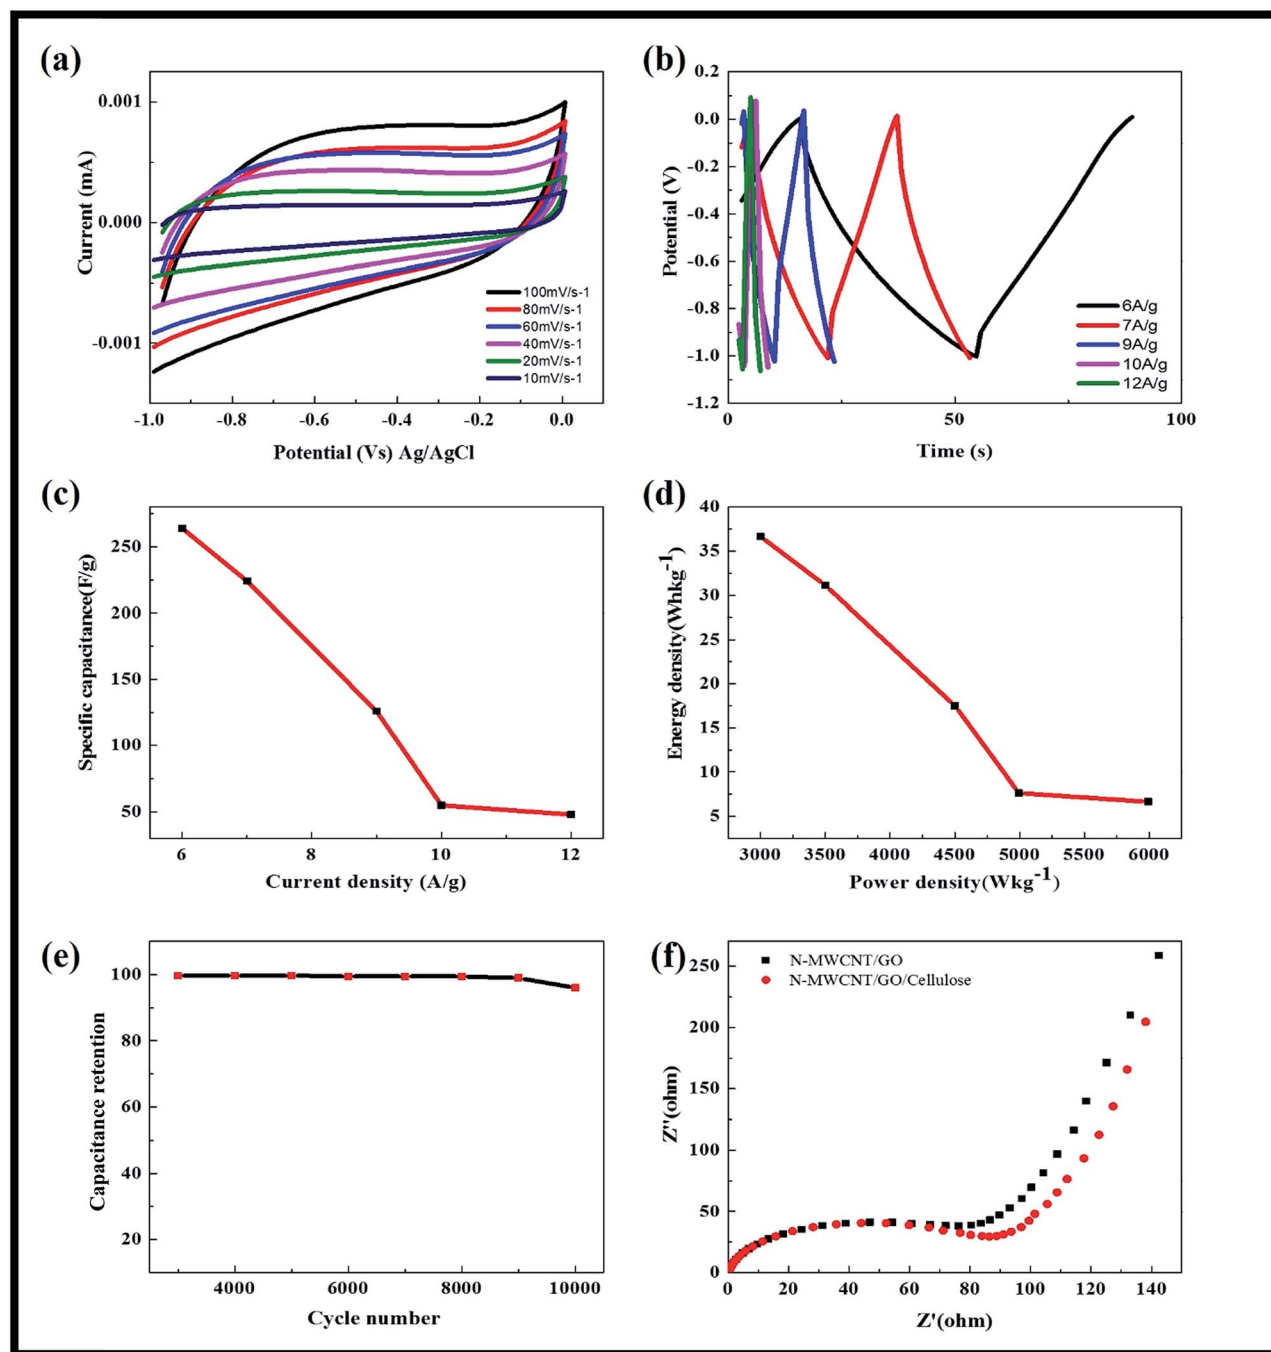 (a)
0.001
0.000
-0.001
Current (mA)
100mV/s-1
80mV/s-1
60mV/s-1
40mV/s-1
20mV/s-1
10mV/s-1
-1.0 -0.8 -0.6 -0.4 -0.2 0.0
Potential (Vs) Ag/AgCl
(b)
0.2
0.0
-0.2
-0.4
-0.6
-0.8
-1.0
-1.2
Potential (V)
6A/g
7A/g
9A/g
10A/g
12A/g
0 50 100
Time (s)
(c)
250
200
150
100
50
Specific capacitance(F/g)
6 8 10 12
Current density (A/g)
(d)
40
35
30
25
20
15
10
5
Energy density(Whkg-1)
3000 3500 4000 4500 5000 5500 6000
Power density(Wkg-1)
(e)
100
80
60
40
20
Capacitance retention
4000 6000 8000 10000
Cycle number
(f)
N-MWCNT/GO
N-MWCNT/GO/Cellulose
250
200
150
100
50
0
Z''(ohm)
0 20 40 60 80 100 120 140
Z'(ohm)